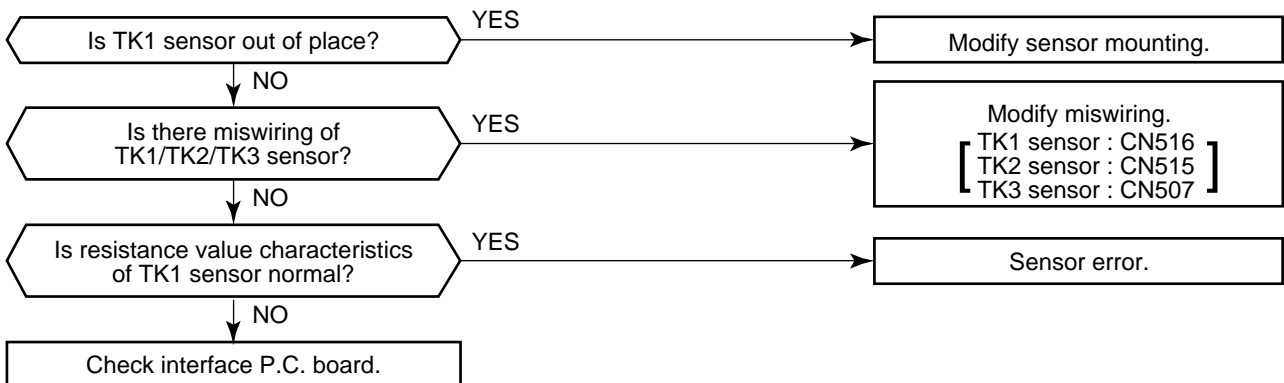 Is TK1 sensor out of place?
YES
Modify sensor mounting.
NO
Is there miswiring of
TK1/TK2/TK3 sensor?
YES
Modify miswiring.
[ TK1 sensor : CN516
TK2 sensor : CN515
TK3 sensor : CN507 ]
NO
Is resistance value characteristics
of TK1 sensor normal?
YES
Sensor error.
NO
Check interface P.C. board.